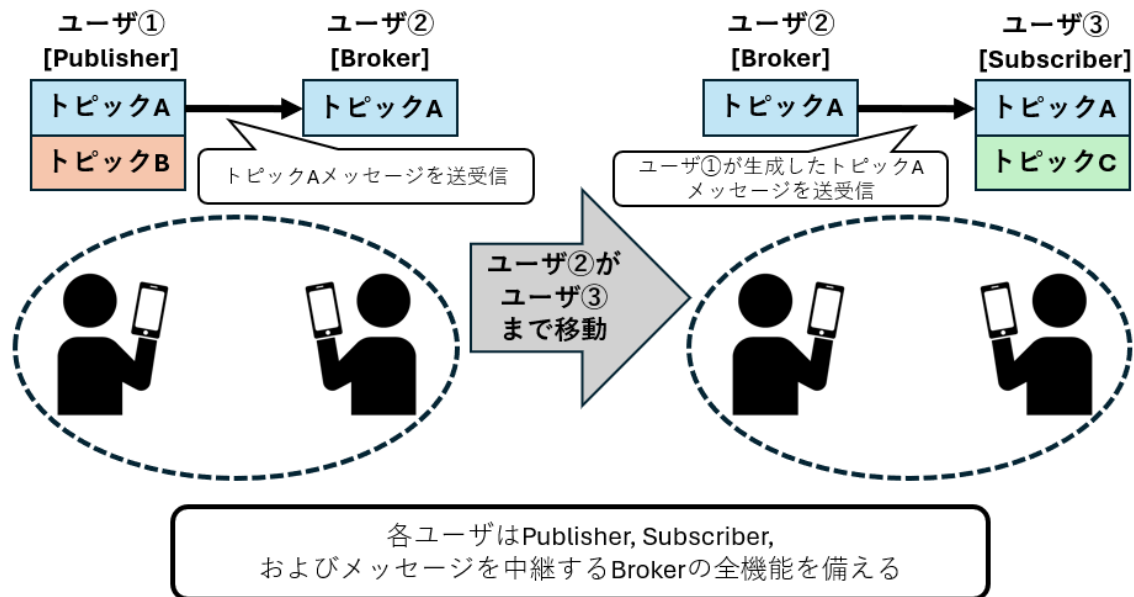 ユーザ①
[Publisher]
トピックA
トピックB
ユーザ②
[Broker]
トピックA
トピックAメッセージを送受信
ユーザ②
[Broker]
トピックA
ユーザ③
[Subscriber]
トピックA
トピックC
ユーザ①が生成したトピックA
メッセージを送受信
ユーザ②が
ユーザ③
まで移動
各ユーザはPublisher, Subscriber,
およびメッセージを中継するBrokerの全機能を備える